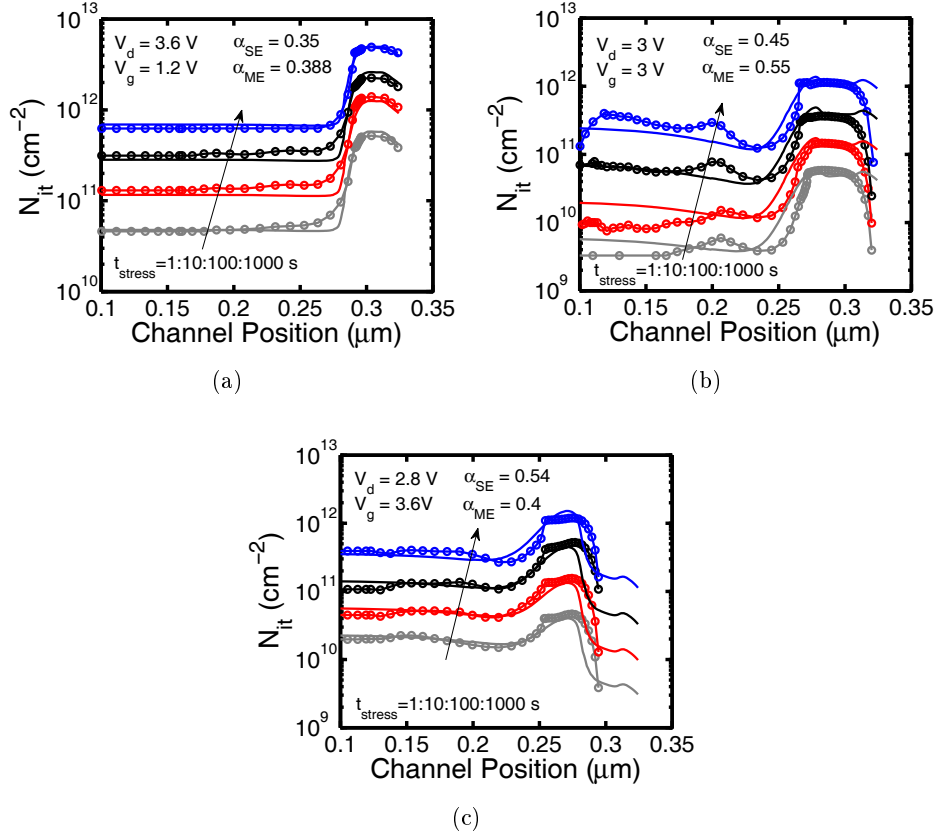 (a)
V_d = 3.6 V α_SE = 0.35
V_g = 1.2 V α_ME = 0.388
t_stress=1:10:100:1000 s
N_it (cm^−2)
10^13
10^12
10^11
10^10
0.1 0.15 0.2 0.25 0.3 0.35
Channel Position (μm)
(b)
V_d = 3 V α_SE = 0.45
V_g = 3 V α_ME = 0.55
t_stress=1:10:100:1000 s
N_it (cm^−2)
10^13
10^12
10^11
10^10
10^9
0.1 0.15 0.2 0.25 0.3 0.35
Channel Position (μm)
V_d = 2.8 V α_SE = 0.54
V_g = 3.6V α_ME = 0.4
t_stress=1:10:100:1000 s
N_it (cm^−2)
10^13
10^12
10^11
10^10
10^9
0.1 0.15 0.2 0.25 0.3 0.35
Channel Position (μm)
(c)